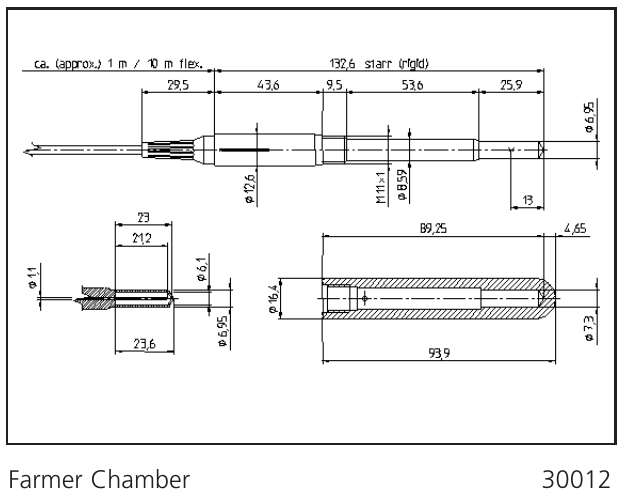 ca. (approx.) 1 m / 10 m flex.
132,6 starr (rigid)
29,5
43,6
9,5
53,6
25,9
ø 6,95
ø 12,6
M11×1
ø 8,59
13
23
21,2
ø 11
ø 6,1
ø 6,95
23,6
89,25
4,65
ø 16,4
ø 7,3
93,9
Farmer Chamber 30012